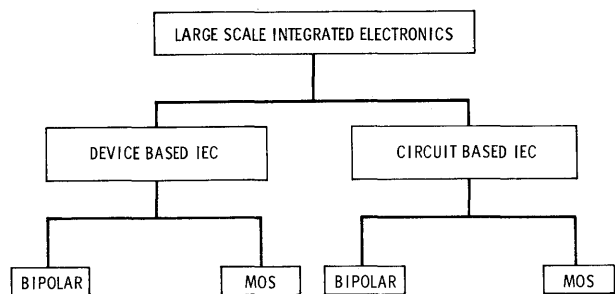 LARGE SCALE INTEGRATED ELECTRONICS
DEVICE BASED IEC
CIRCUIT BASED IEC
BIPOLAR
MOS
BIPOLAR
MOS